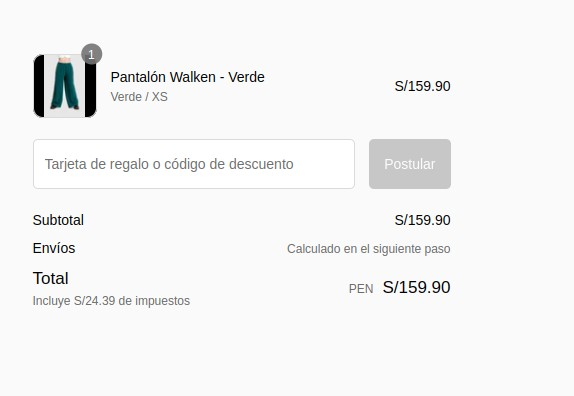 1
Pantalón Walken - Verde
Verde / XS
S/159.90
Tarjeta de regalo o código de descuento
Postular
Subtotal S/159.90
Envíos Calculado en el siguiente paso
Total
Incluye S/24.39 de impuestos
PEN S/159.90